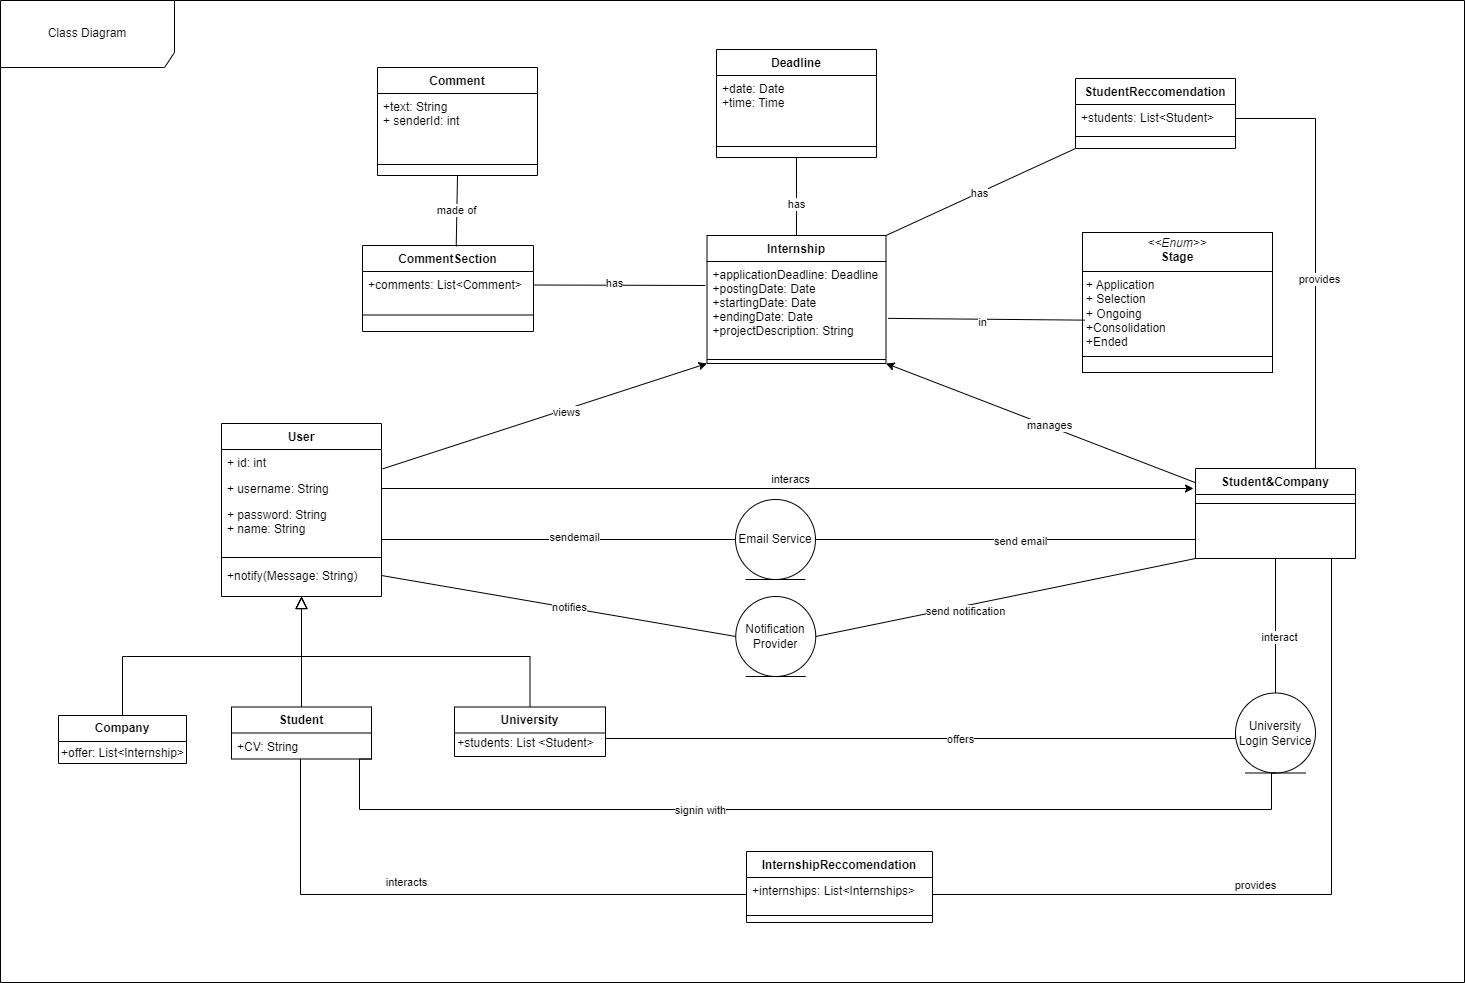 Class Diagram
Comment
+text: String
+ senderId: int
made of
CommentSection
+comments: List<Comment>
has
Deadline
+date: Date
+time: Time
has
StudentReccomendation
+students: List<Student>
has
provides
Internship
+applicationDeadline: Deadline
+postingDate: Date
+startingDate: Date
+endingDate: Date
+projectDescription: String
in
<<Enum>>
Stage
+ Application
+ Selection
+ Ongoing
+Consolidation
+Ended
views
manages
User
+ id: int
+ username: String
+ password: String
+ name: String
+notify(Message: String)
interacs
Student&Company
sendemail
Email Service
send email
notifies
Notification
Provider
send notification
interact
Company
+offer: List<Internship>
Student
+CV: String
University
+students: List <Student>
offers
University
Login Service
signin with
interacts
InternshipReccomendation
+internships: List<Internships>
provides